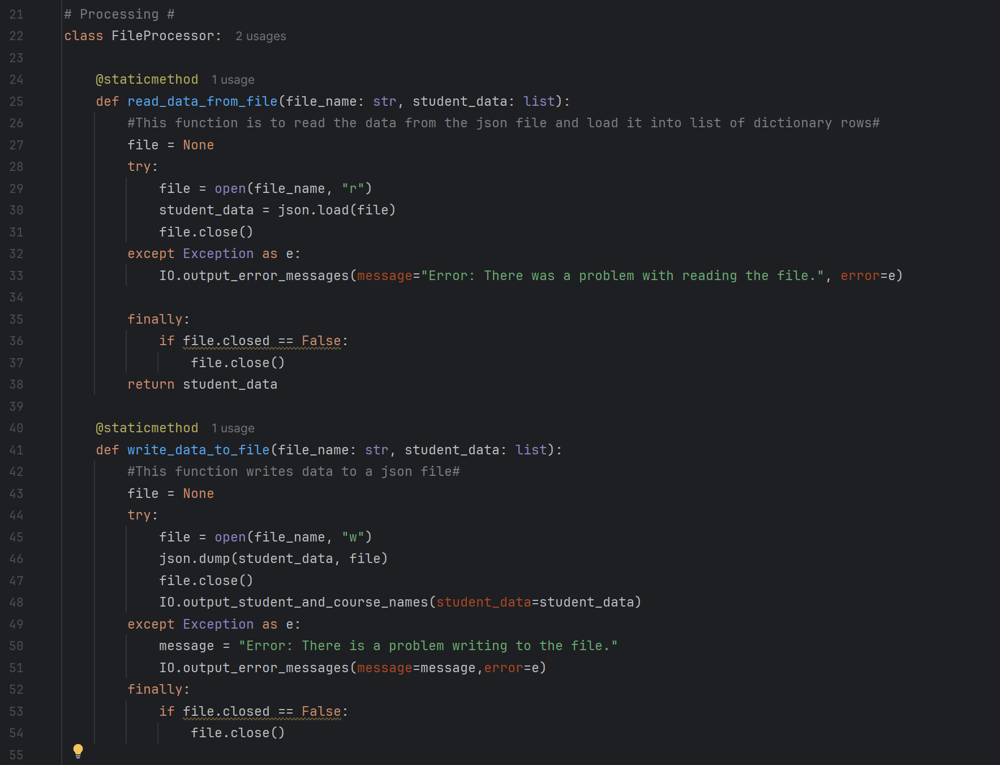 21 # Processing #
22 class FileProcessor: 2 usages
23
24     @staticmethod 1 usage
25     def read_data_from_file(file_name: str, student_data: list):
26         #This function is to read the data from the json file and load it into list of dictionary rows#
27         file = None
28         try:
29             file = open(file_name, "r")
30             student_data = json.load(file)
31             file.close()
32         except Exception as e:
33             IO.output_error_messages(message="Error: There was a problem with reading the file.", error=e)
34
35         finally:
36             if file.closed == False:
37                 file.close()
38         return student_data
39
40     @staticmethod 1 usage
41     def write_data_to_file(file_name: str, student_data: list):
42         #This function writes data to a json file#
43         file = None
44         try:
45             file = open(file_name, "w")
46             json.dump(student_data, file)
47             file.close()
48             IO.output_student_and_course_names(student_data=student_data)
49         except Exception as e:
50             message = "Error: There is a problem writing to the file."
51             IO.output_error_messages(message=message,error=e)
52         finally:
53             if file.closed == False:
54                 file.close()
55